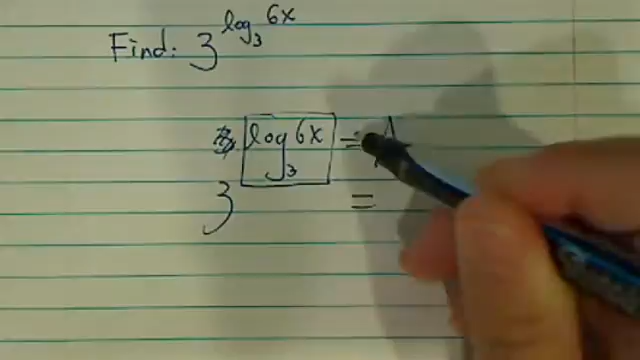 Find: 3^log₃ 6x
log₃ 6x = A
3 =